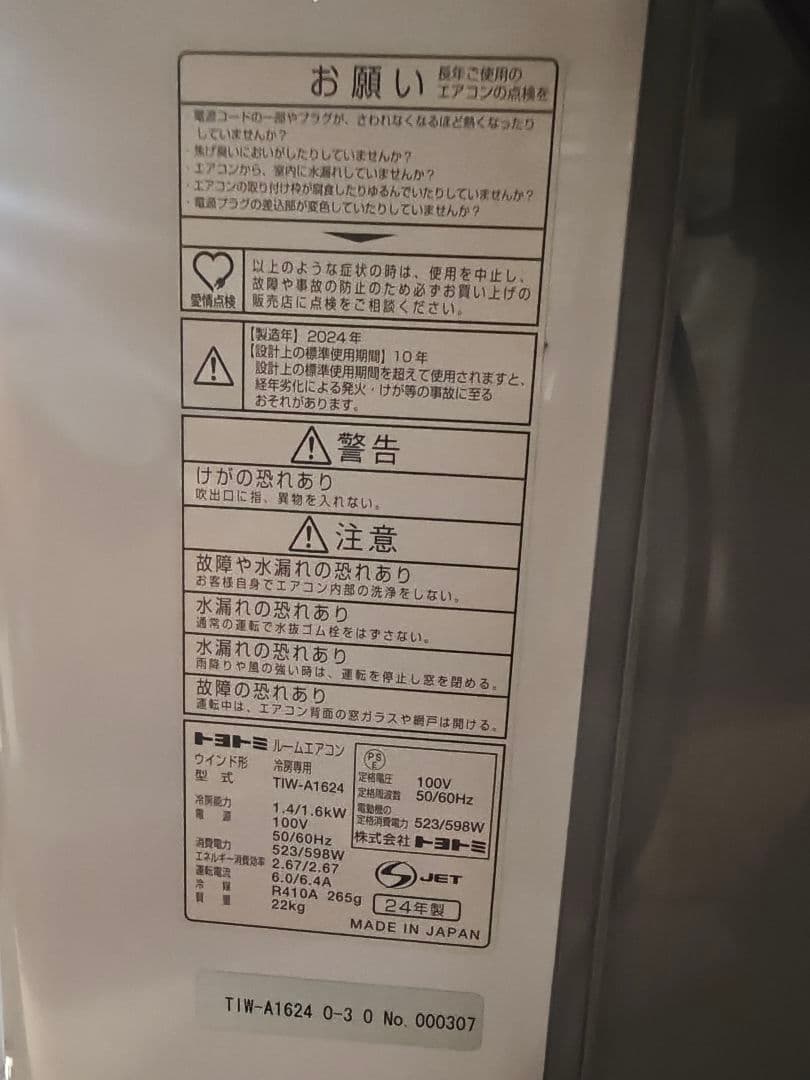 お願い 長年ご使用の
エアコンの点検を
・電源コードの一部やプラグが、さわれなくなるほど熱くなったり
していませんか?
・焦げ臭いにおいがしたりしていませんか?
・エアコンから、室内に水漏れしていませんか?
・エアコンの取り付け枠が腐食したりゆるんでいたりしていませんか?
・電源プラグの差込部が変色していたりしていませんか?
愛情点検
以上のような症状の時は、使用を中止し、
故障や事故の防止のため必ずお買い上げの
販売店に点検をご相談ください。
【製造年】2024年
【設計上の標準使用期間】10年
設計上の標準使用期間を超えて使用されますと、
経年劣化による発火・けが等の事故に至る
おそれがあります。
警告
けがの恐れあり
吹出口に指、異物を入れない。
注意
故障や水漏れの恐れあり
お客様自身でエアコン内部の洗浄をしない。
水漏れの恐れあり
通常の運転で水抜ゴム栓をはずさない。
水漏れの恐れあり
雨降りや風の強い時は、運転を停止し窓を閉める。
故障の恐れあり
運転中は、エアコン背面の窓ガラスや網戸は開ける。
トヨトミ ルームエアコン
ウインド形 冷房専用
型式 TIW-A1624
冷房能力 1.4/1.6kW
電源 100V
50/60Hz
消費電力 523/598W
エネルギー消費効率 2.67/2.67
運転電流 6.0/6.4A
冷媒 R410A 265g
質量 22kg
PS
E
定格電圧 100V
定格周波数 50/60Hz
電動機の
定格消費電力 523/598W
株式会社トヨトミ
S JET
24年製
MADE IN JAPAN
TIW-A1624 0-3 0 No. 000307